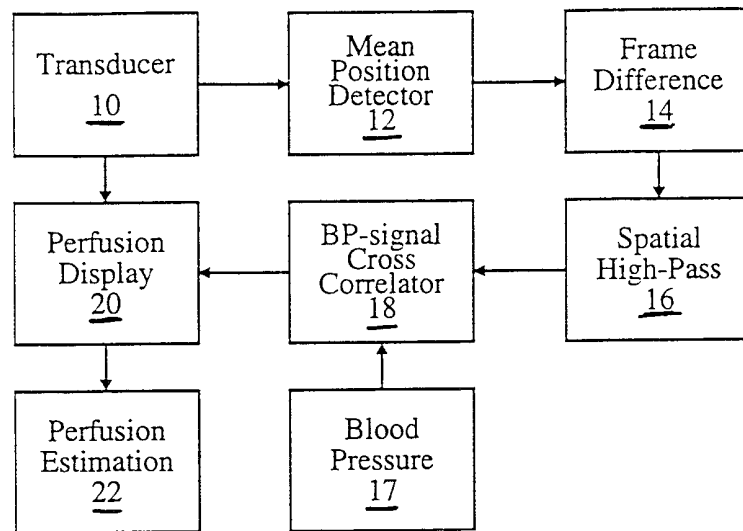 Transducer
10
Mean
Position
Detector
12
Frame
Difference
14
Perfusion
Display
20
BP-signal
Cross
Correlator
18
Spatial
High-Pass
16
Perfusion
Estimation
22
Blood
Pressure
17